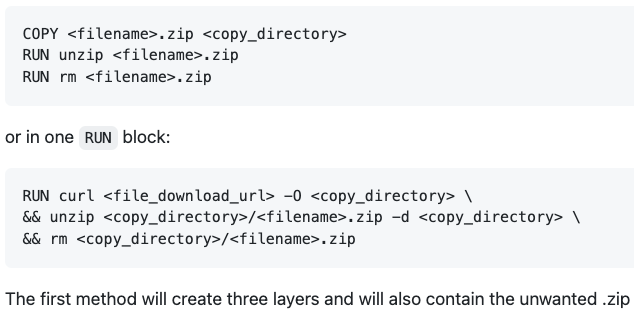 COPY <filename>.zip <copy_directory>
RUN unzip <filename>.zip
RUN rm <filename>.zip
or in one RUN block:
RUN curl <file_download_url> -O <copy_directory> \
&& unzip <copy_directory>/<filename>.zip -d <copy_directory> \
&& rm <copy_directory>/<filename>.zip
The first method will create three layers and will also contain the unwanted .zip